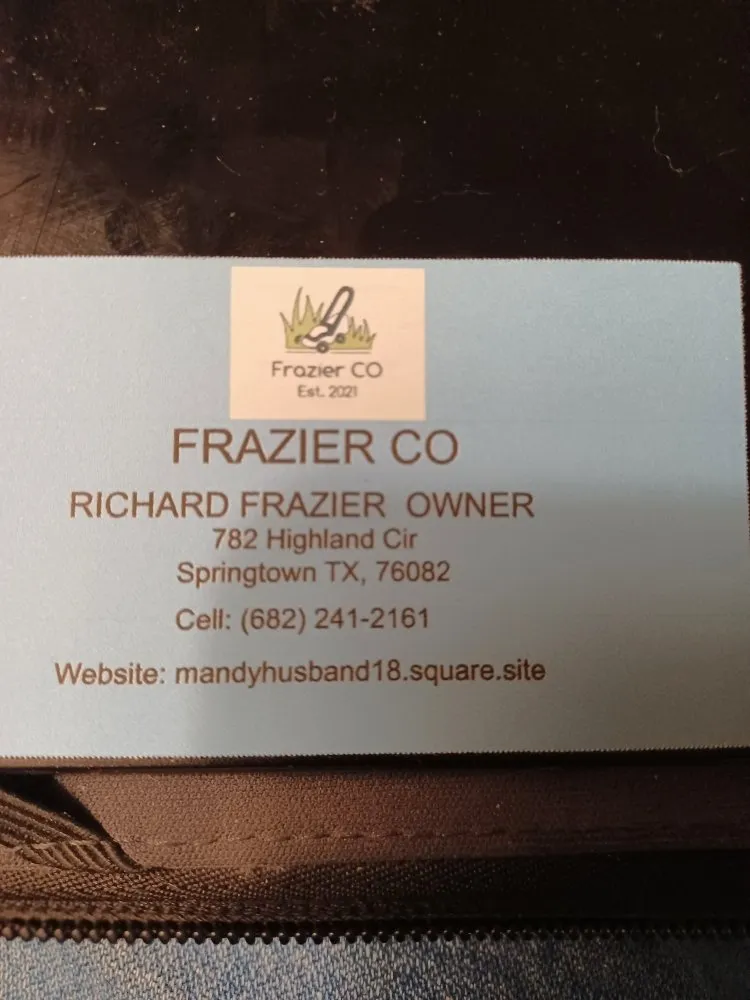 Frazier CO
Est. 2021
FRAZIER CO
RICHARD FRAZIER OWNER
782 Highland Cir
Springtown TX, 76082
Cell: (682) 241-2161
Website: mandyhusband18.square.site